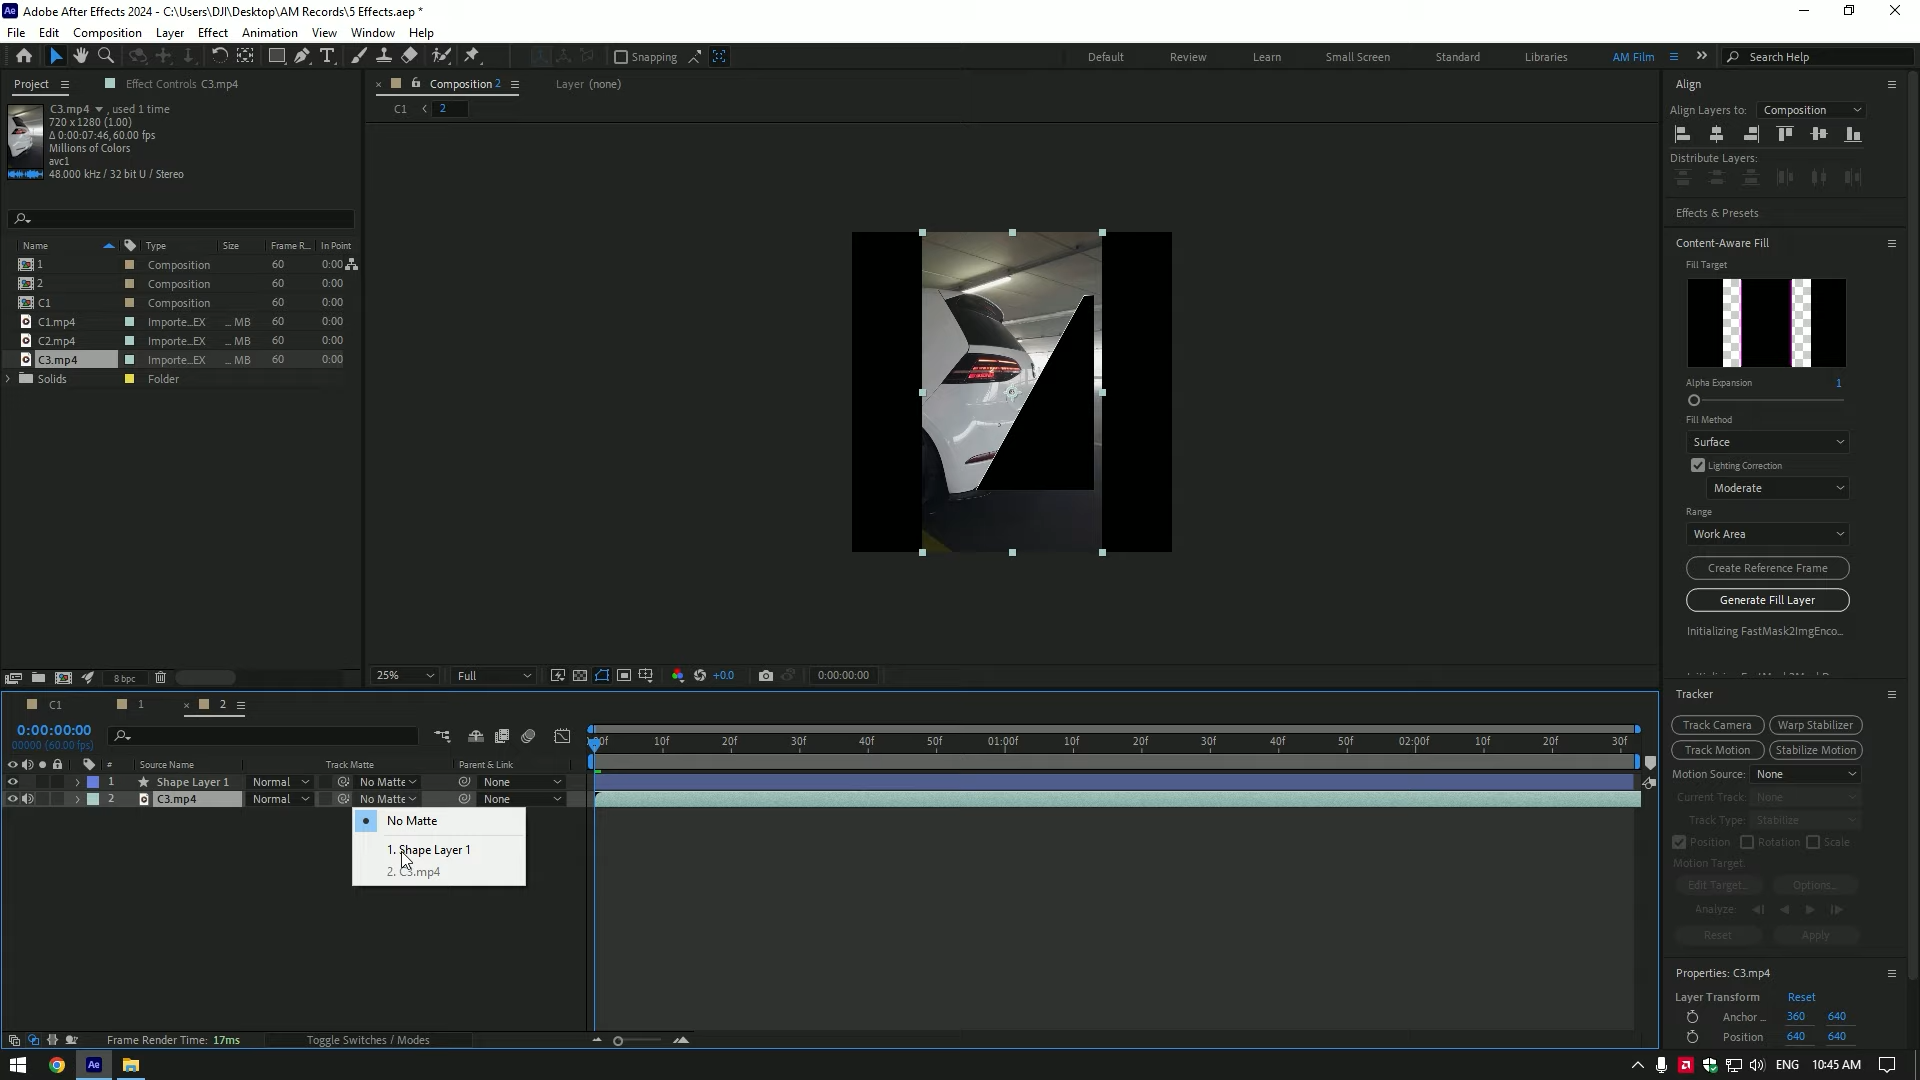 Adobe After Effects 2024 - C:\Users\DJI\Desktop\AM Records\5 Effects.aep *
File Edit Composition Layer Effect Animation View Window Help
Snapping
Default Review Learn Small Screen Standard Libraries AM Film Search Help
Project Effect Controls C3.mp4
Composition 2 Layer (none)
C1 2
C3.mp4 , used 1 time
720 x 1280 (1.00)
Δ 0:00:07:46, 60.00 fps
Millions of Colors
avc1
48.000 kHz / 32 bit U / Stereo
Name Type Size Frame R... In Point
1 Composition 60 0:00
2 Composition 60 0:00
C1 Composition 60 0:00
C1.mp4 Importe...EX ... MB 60 0:00
C2.mp4 Importe...EX ... MB 60 0:00
C3.mp4 Importe...EX ... MB 60 0:00
Solids Folder
8 bpc
25% Full +0.0 0:00:00:00
Align
Align Layers to: Composition
Distribute Layers:
Effects & Presets
Content-Aware Fill
Fill Target
Alpha Expansion 1
Fill Method
Surface
Lighting Correction
Moderate
Range
Work Area
Create Reference Frame
Generate Fill Layer
Initializing FastMask2ImgEnco...
Tracker
Track Camera Warp Stabilizer
Track Motion Stabilize Motion
Motion Source: None
Current Track: None
Track Type: Stabilize
Position Rotation Scale
Motion Target:
Edit Target... Options...
Analyze:
Reset Apply
Properties: C3.mp4
Layer Transform Reset
Anchor ... 360 640
Position 640 640
C1 1 2
0:00:00:00
00000 (60.00 fps)
:00f 10f 20f 30f 40f 50f 01:00f 10f 20f 30f 40f 50f 02:00f 10f 20f 30f
# Source Name Track Matte Parent & Link
1 Shape Layer 1 Normal No Matte None
2 C3.mp4 Normal No Matte None
No Matte
1. Shape Layer 1
2. C3.mp4
Frame Render Time: 17ms Toggle Switches / Modes
Ae ENG 10:45 AM